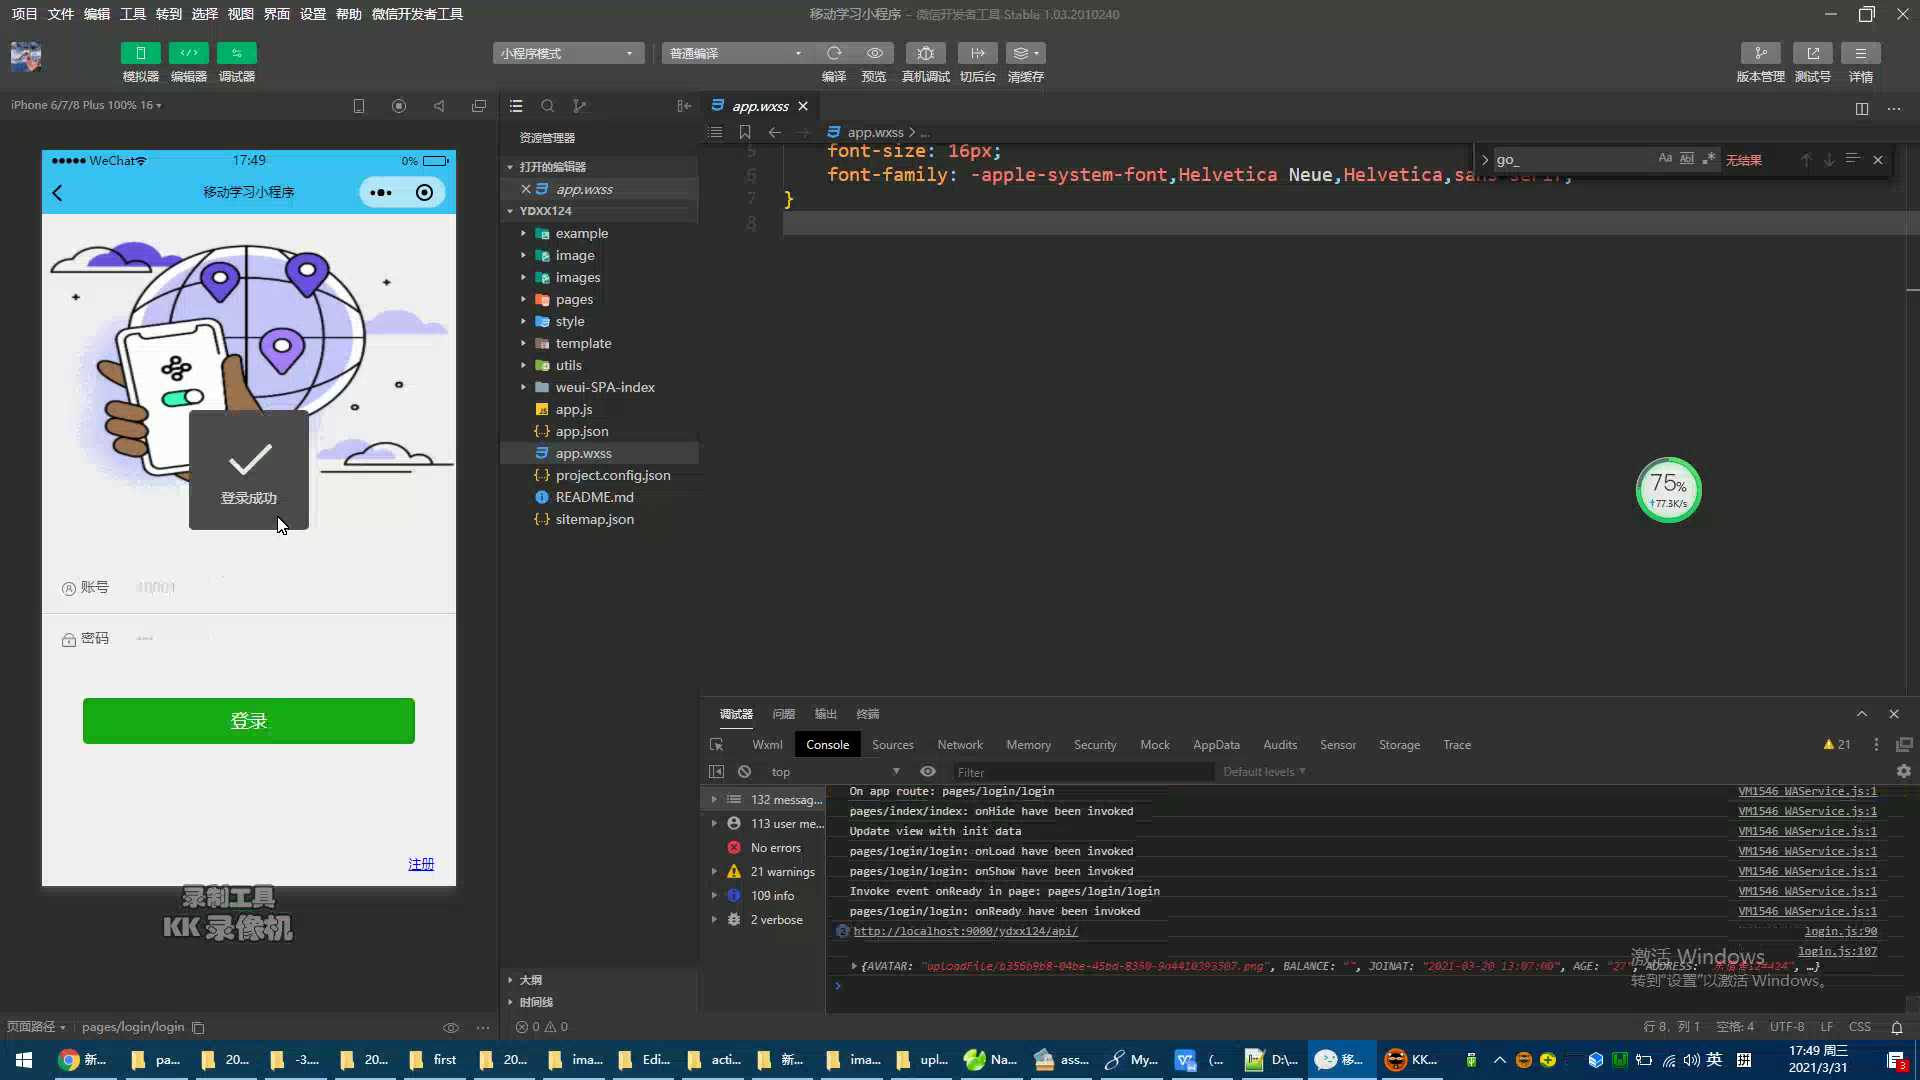 项目 文件 编辑 工具 转到 选择 视图 界面 设置 帮助 微信开发者工具
移动学习小程序 - 微信开发者工具 Stable 1.03.2010240
小程序模式
普通编译
模拟器 编辑器 调试器
编译 预览 真机调试 切后台 清缓存
版本管理 测试号 详情
iPhone 6/7/8 Plus 100% 16
WeChat
17:49
0%
移动学习小程序
登录成功
账号
密码
登录
注册
录制工具
KK 录像机
页面路径
pages/login/login
资源管理器
打开的编辑器
app.wxss
YDXX124
example
image
images
pages
style
template
utils
weui-SPA-index
app.js
app.json
app.wxss
project.config.json
README.md
sitemap.json
大纲
时间线
0 0
app.wxss
app.wxss > ...
go_
Aa
Abl
无结果
5 font-size: 16px;
6 font-family: -apple-system-font,Helvetica Neue,Helvetica,sans-serif;
7 }
8
75%
77.3K/s
调试器 问题 输出 终端
Wxml Console Sources Network Memory Security Mock AppData Audits Sensor Storage Trace
21
top
Filter
Default levels
132 messag...
113 user me...
No errors
21 warnings
109 info
2 verbose
On app route: pages/login/login VM1546 WAService.js:1
pages/index/index: onHide have been invoked VM1546 WAService.js:1
Update view with init data VM1546 WAService.js:1
pages/login/login: onLoad have been invoked VM1546 WAService.js:1
pages/login/login: onShow have been invoked VM1546 WAService.js:1
Invoke event onReady in page: pages/login/login VM1546 WAService.js:1
pages/login/login: onReady have been invoked VM1546 WAService.js:1
2 http://localhost:9000/ydxx124/api/ login.js:90
login.js:107
{AVATAR: "", BALANCE: "", JOINAT: "2021-03-20 13:07:00", AGE: ADDRESS: …}
激活 Windows
转到"设置"以激活 Windows。
行 8，列 1 空格: 4 UTF-8 LF CSS
新... pa... 20... -3.... 20... first 20... ima... Edi... acti... 新... ima... upl... Na... ass... My... (... D:\... 移... KK...
英
拼
17:49 周三
2021/3/31
3